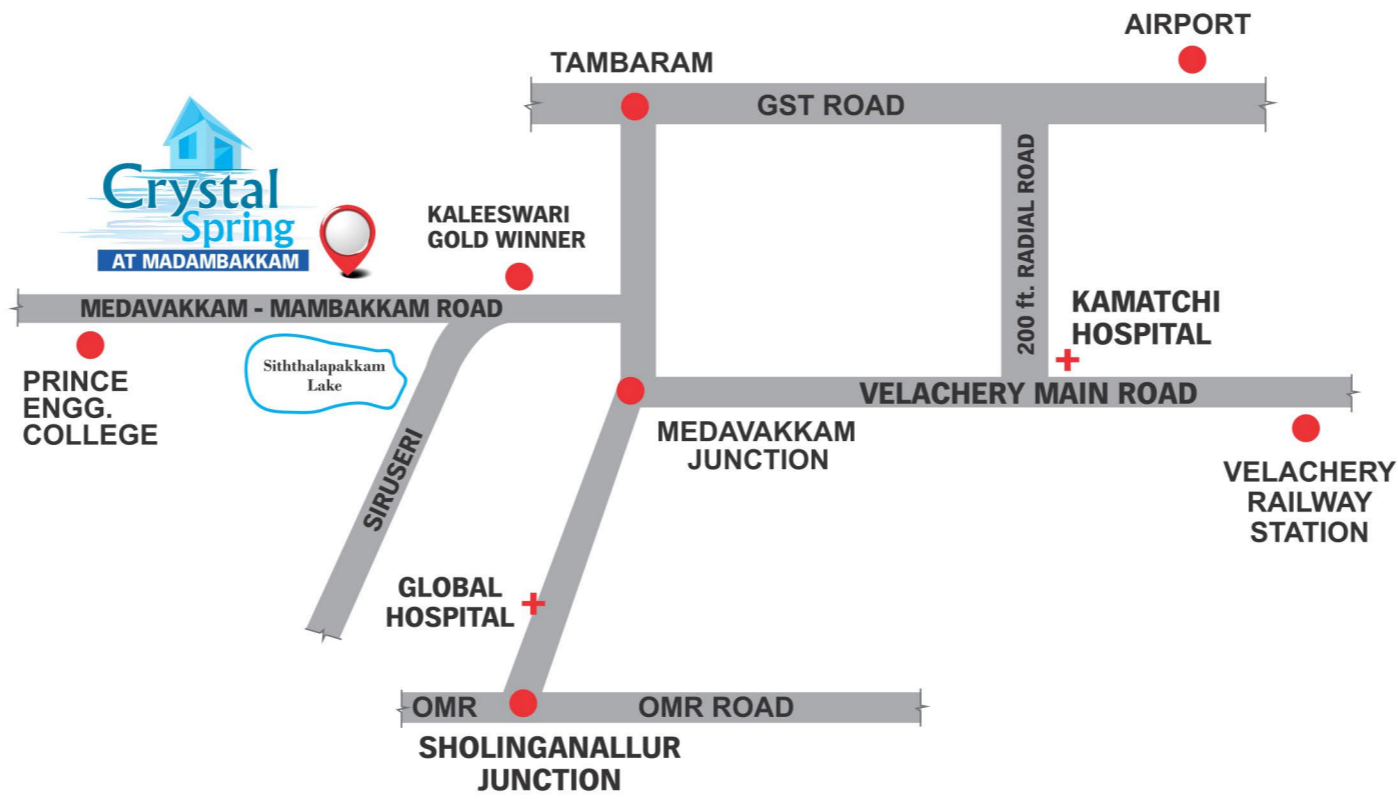 AIRPORT
TAMBARAM
GST ROAD
Crystal
Spring
AT MADAMBAKKAM
KALEESWARI
GOLD WINNER
200 ft. RADIAL ROAD
MEDAVAKKAM - MAMBAKKAM ROAD
KAMATCHI
HOSPITAL
PRINCE
ENGG.
COLLEGE
Siththalapakkam
Lake
VELACHERY MAIN ROAD
MEDAVAKKAM
JUNCTION
SIRUSERI
VELACHERY
RAILWAY
STATION
GLOBAL
HOSPITAL
OMR
OMR ROAD
SHOLINGANALLUR
JUNCTION